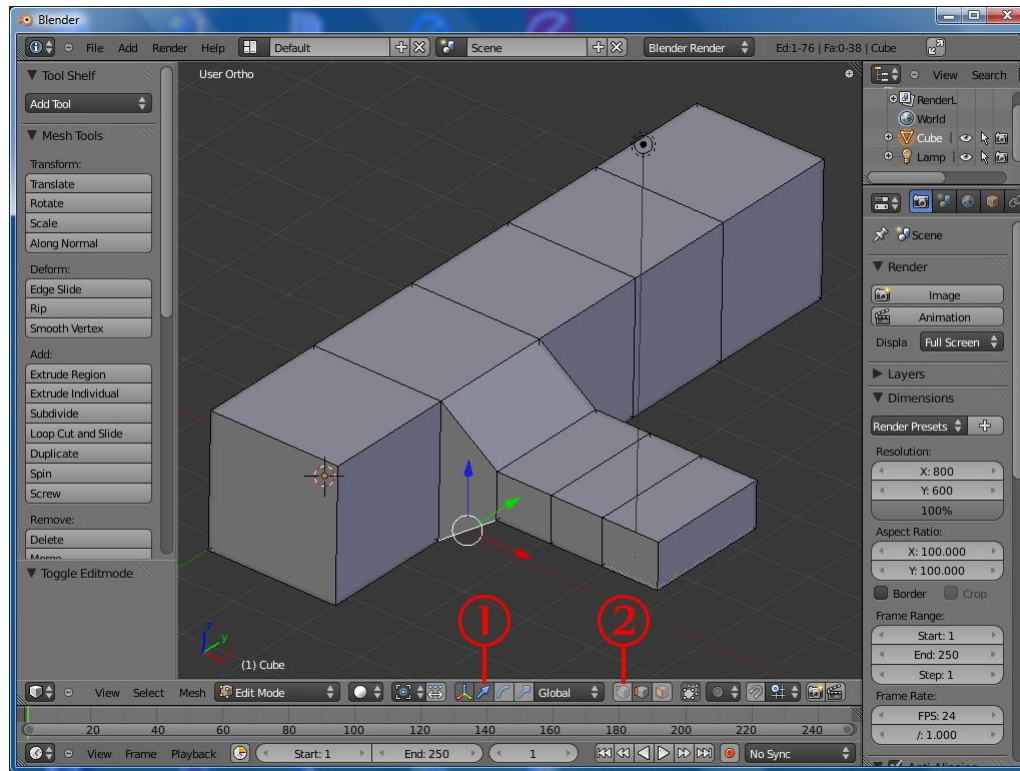 Blender
File Add Render Help Default Scene Blender Render Ed:1-76 | Fa:0-38 | Cube
Tool Shelf
Add Tool
Mesh Tools
Transform:
Translate
Rotate
Scale
Along Normal
Deform:
Edge Slide
Rip
Smooth Vertex
Add:
Extrude Region
Extrude Individual
Subdivide
Loop Cut and Slide
Duplicate
Spin
Screw
Remove:
Delete
Toggle Editmode
User Ortho
z
y
(1) Cube
1
2
View Search
RenderL
World
Cube
Lamp
Scene
Render
Image
Animation
Displa Full Screen
Layers
Dimensions
Render Presets
Resolution:
X: 800
Y: 600
100%
Aspect Ratio:
X: 100.000
Y: 100.000
Border Crop
Frame Range:
Start: 1
End: 250
Step: 1
Frame Rate:
FPS: 24
/: 1.000
View Select Mesh Edit Mode Global
20 40 60 80 100 120 140 160 180 200 220 240
View Frame Playback Start: 1 End: 250 1 No Sync